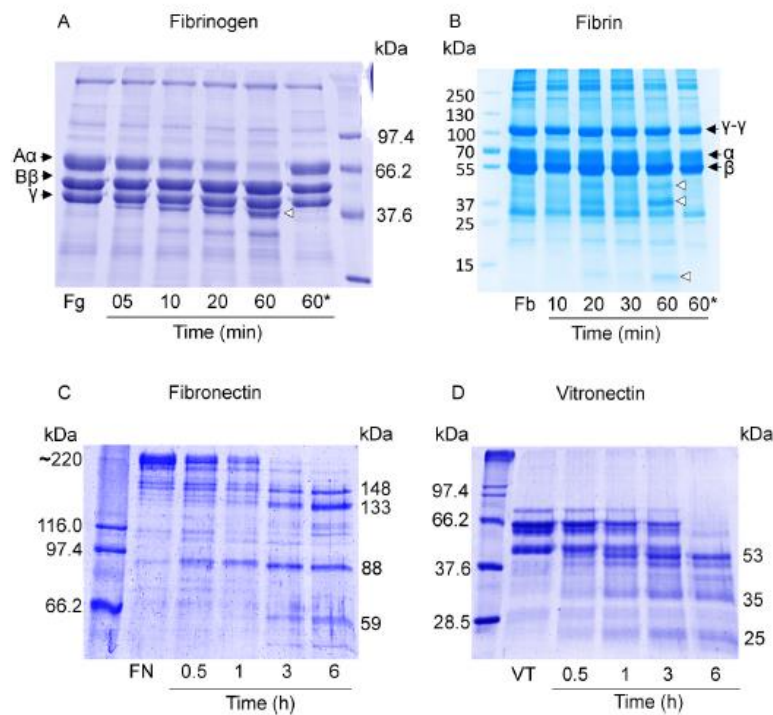 A Fibrinogen
kDa
Aα
Bβ
γ
97.4
66.2
37.6
Fg 05 10 20 60 60*
Time (min)
B Fibrin
kDa
250
130
100
70
55
37
25
15
γ-γ
α
β
Fb 10 20 30 60 60*
Time (min)
C Fibronectin
kDa
~220
116.0
97.4
66.2
kDa
148
133
88
59
FN 0.5 1 3 6
Time (h)
D Vitronectin
kDa
97.4
66.2
37.6
28.5
kDa
53
35
25
VT 0.5 1 3 6
Time (h)